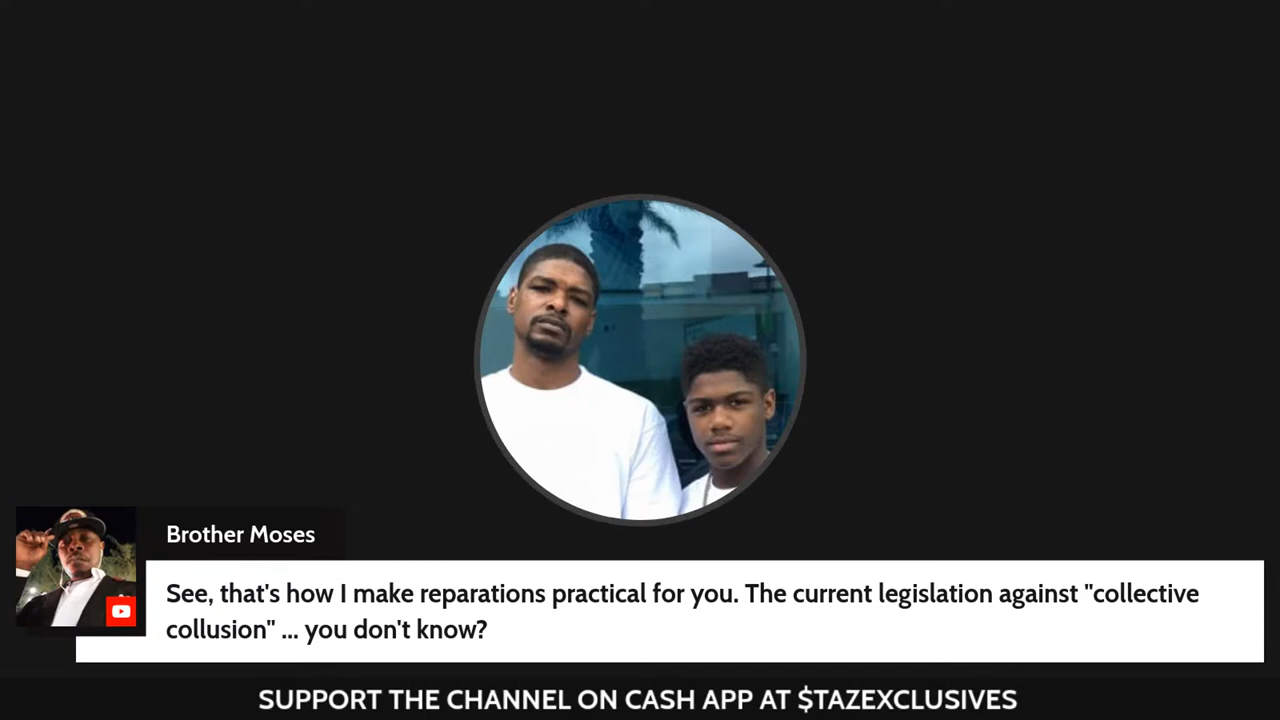 Brother Moses
See, that's how I make reparations practical for you. The current legislation against "collective
collusion" ... you don't know?
SUPPORT THE CHANNEL ON CASH APP AT $TAZEXCLUSIVES